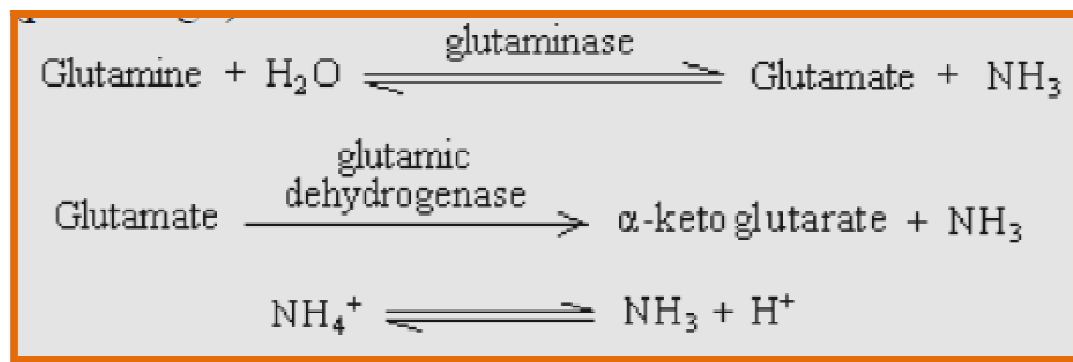 glutaminase
Glutamine + H₂O ⇌ Glutamate + NH₃
glutamic
dehydrogenase
Glutamate → α-keto glutarate + NH₃
NH₄⁺ ⇌ NH₃ + H⁺